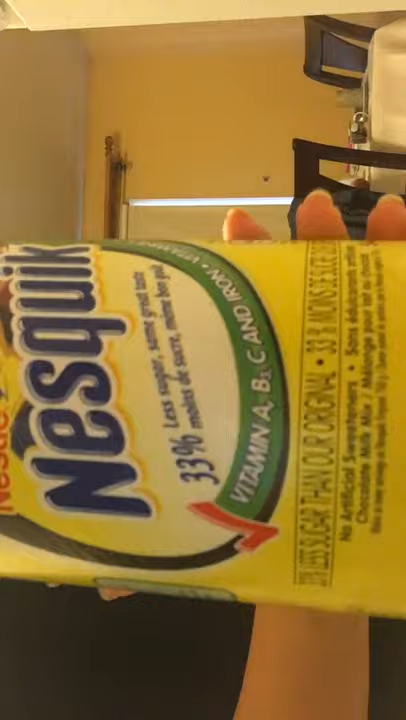 Nestlé
Nesquik
33% Less sugar, same great taste
moins de sucre, même bon goût
VITAMIN A, B1, C AND IRON • VITAMINE
33% LESS SUGAR THAN OUR ORIGINAL • 33 % MOINS DE SUCRE
No Artificial Sweeteners • Sans édulcorants
Chocolate Milk Mix / Mélange pour lait au chocolat